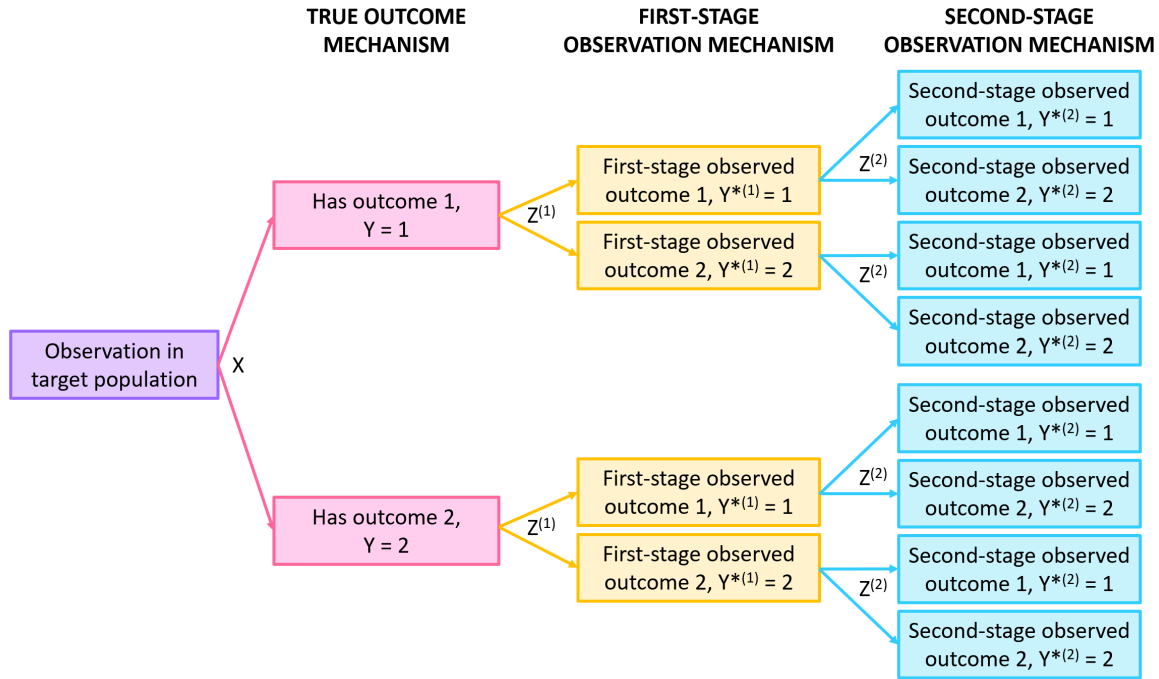 TRUE OUTCOME
MECHANISM
FIRST-STAGE
OBSERVATION MECHANISM
SECOND-STAGE
OBSERVATION MECHANISM
Observation in
target population
X
Has outcome 1,
Y = 1
Z⁽¹⁾
First-stage observed
outcome 1, Y*⁽¹⁾ = 1
Z⁽²⁾
Second-stage observed
outcome 1, Y*⁽²⁾ = 1
Second-stage observed
outcome 2, Y*⁽²⁾ = 2
First-stage observed
outcome 2, Y*⁽¹⁾ = 2
Z⁽²⁾
Second-stage observed
outcome 1, Y*⁽²⁾ = 1
Second-stage observed
outcome 2, Y*⁽²⁾ = 2
Has outcome 2,
Y = 2
Z⁽¹⁾
First-stage observed
outcome 1, Y*⁽¹⁾ = 1
Z⁽²⁾
Second-stage observed
outcome 1, Y*⁽²⁾ = 1
Second-stage observed
outcome 2, Y*⁽²⁾ = 2
First-stage observed
outcome 2, Y*⁽¹⁾ = 2
Z⁽²⁾
Second-stage observed
outcome 1, Y*⁽²⁾ = 1
Second-stage observed
outcome 2, Y*⁽²⁾ = 2